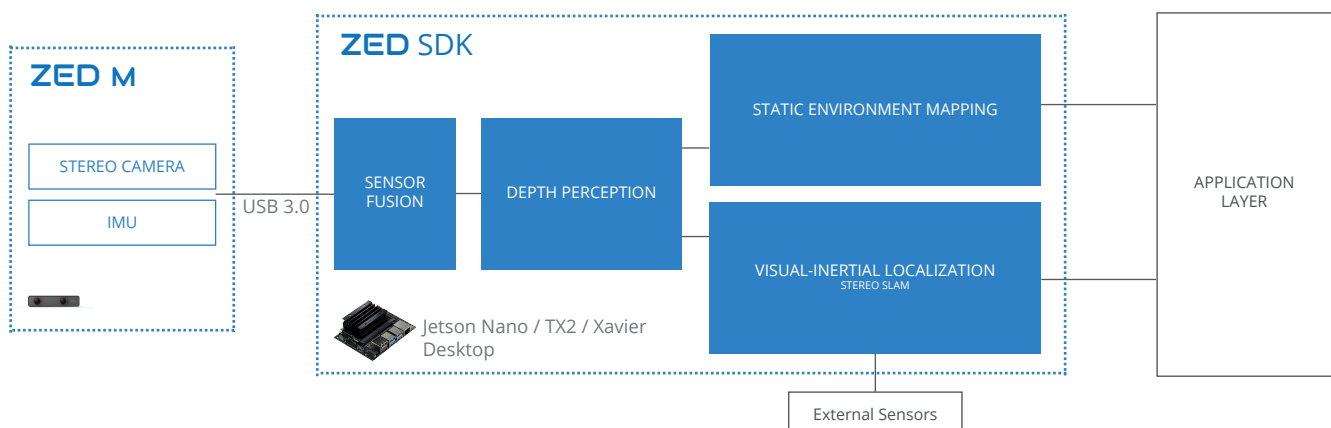 ZED M
STEREO CAMERA
IMU
USB 3.0
ZED SDK
SENSOR
FUSION
DEPTH PERCEPTION
STATIC ENVIRONMENT MAPPING
VISUAL-INERTIAL LOCALIZATION
STEREO SLAM
Jetson Nano / TX2 / Xavier
Desktop
External Sensors
APPLICATION
LAYER